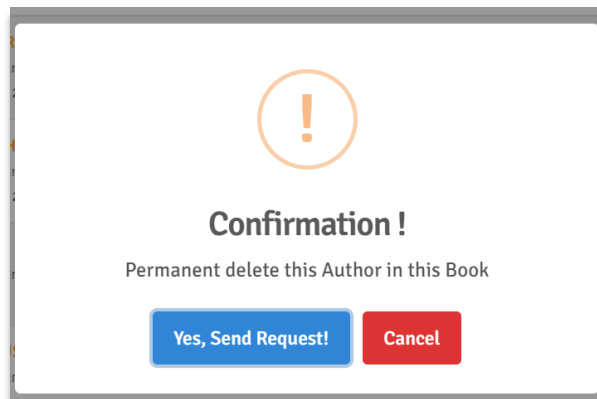 !
Confirmation !
Permanent delete this Author in this Book
Yes, Send Request!
Cancel